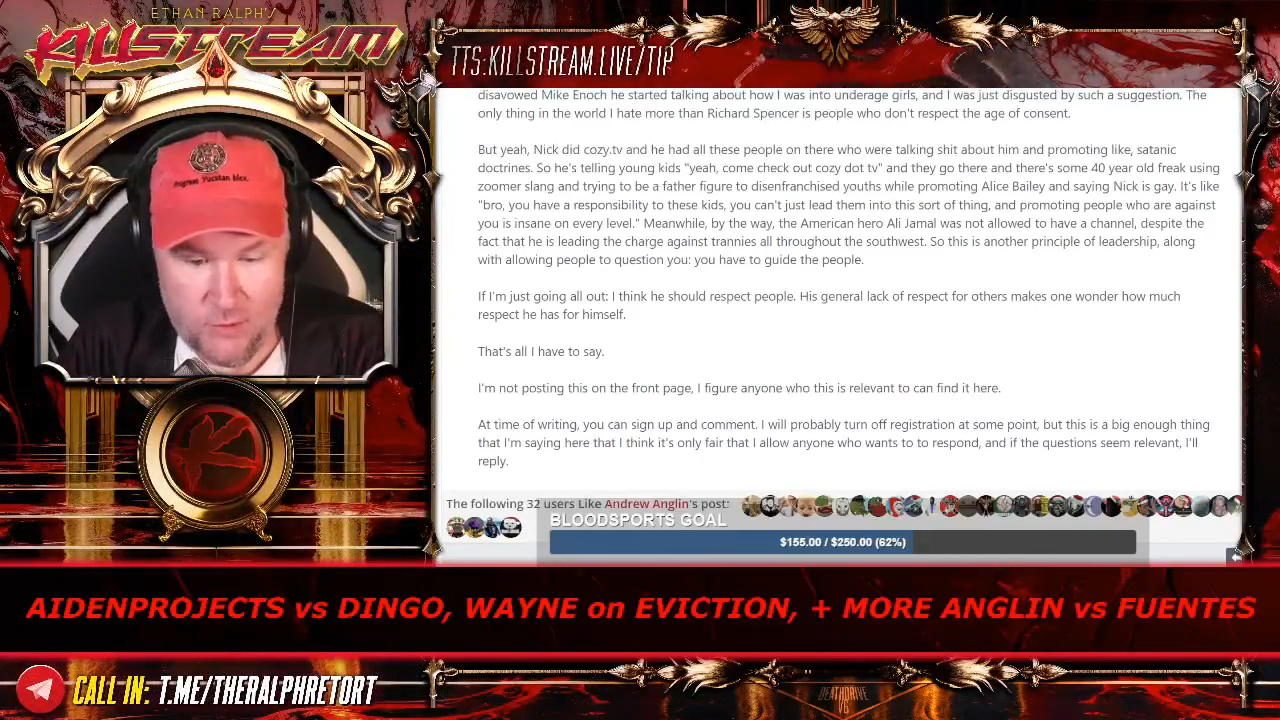 ETHAN RALPH'S
KILLSTREAM
TTS:KILLSTREAM.LIVE/TIP
disavowed Mike Enoch he started talking about how I was into underage girls, and I was just disgusted by such a suggestion. The
only thing in the world I hate more than Richard Spencer is people who don't respect the age of consent.
But yeah, Nick did cozy.tv and he had all these people on there who were talking shit about him and promoting like, satanic
doctrines. So he's telling young kids "yeah, come check out cozy dot tv" and they go there and there's some 40 year old freak using
zoomer slang and trying to be a father figure to disenfranchised youths while promoting Alice Bailey and saying Nick is gay. It's like
"bro, you have a responsibility to these kids, you can't just lead them into this sort of thing, and promoting people who are against
you is insane on every level." Meanwhile, by the way, the American hero Ali Jamal was not allowed to have a channel, despite the
fact that he is leading the charge against trannies all throughout the southwest. So this is another principle of leadership, along
with allowing people to question you: you have to guide the people.
If I'm just going all out: I think he should respect people. His general lack of respect for others makes one wonder how much
respect he has for himself.
That's all I have to say.
I'm not posting this on the front page, I figure anyone who this is relevant to can find it here.
At time of writing, you can sign up and comment. I will probably turn off registration at some point, but this is a big enough thing
that I'm saying here that I think it's only fair that I allow anyone who wants to to respond, and if the questions seem relevant, I'll
reply.
The following 32 users Like Andrew Anglin's post:
BLOODSPORTS GOAL
$155.00 / $250.00 (62%)
AIDENPROJECTS vs DINGO, WAYNE on EVICTION, + MORE ANGLIN vs FUENTES
CALL IN: T.ME/THERALPHRETORT